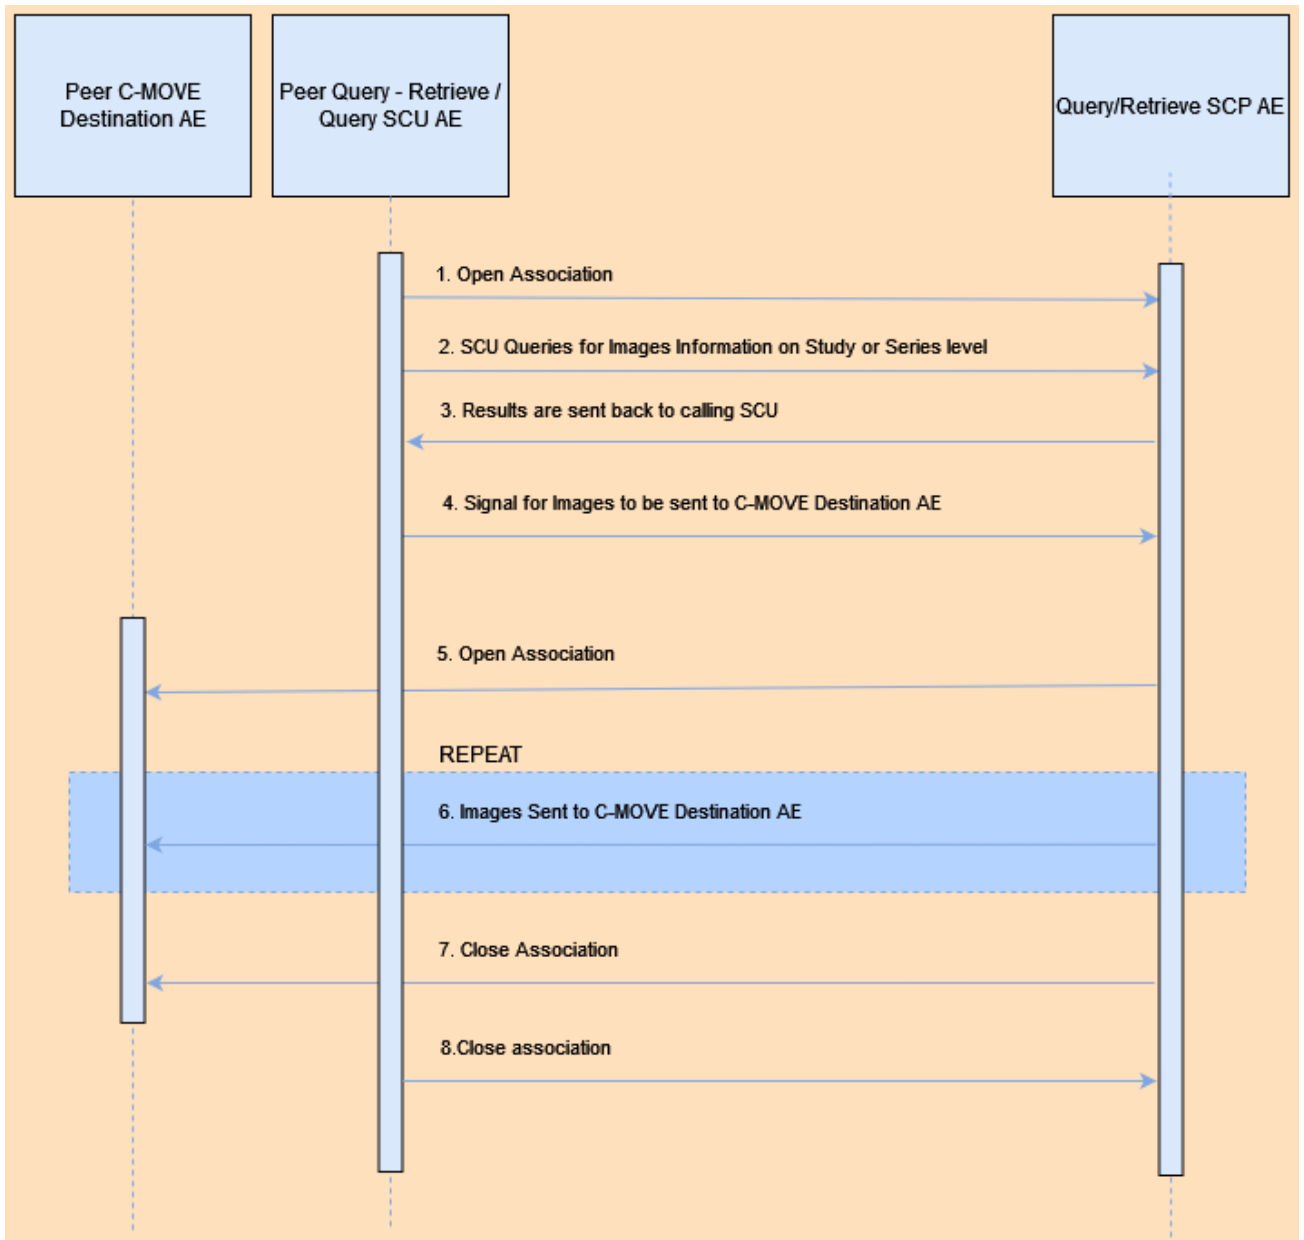 Peer C-MOVE
Destination AE
Peer Query - Retrieve /
Query SCU AE
Query/Retrieve SCP AE
1. Open Association
2. SCU Queries for Images Information on Study or Series level
3. Results are sent back to calling SCU
4. Signal for Images to be sent to C-MOVE Destination AE
5. Open Association
REPEAT
6. Images Sent to C-MOVE Destination AE
7. Close Association
8.Close association